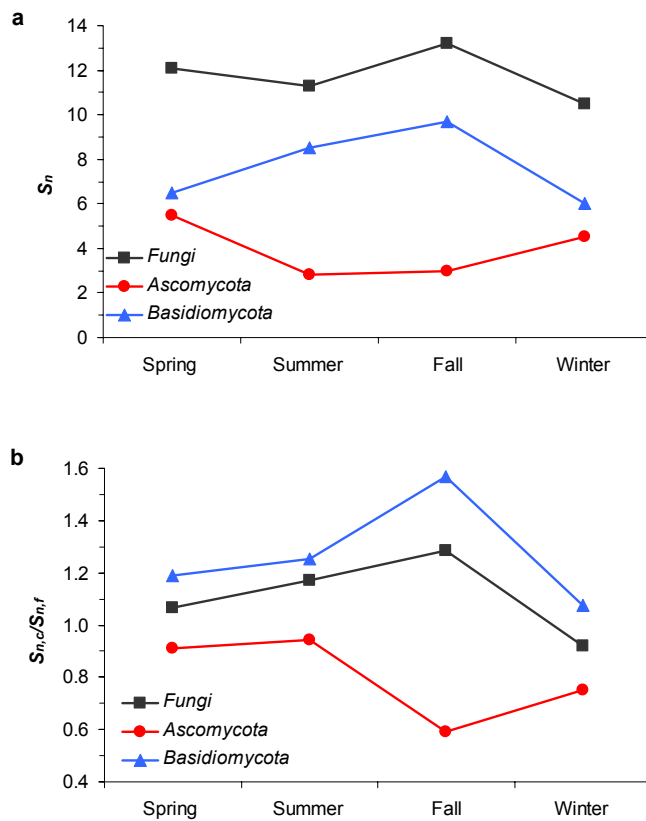 a
14
12
10
8
6
4
2
0
Sn
Fungi
Ascomycota
Basidiomycota
Spring Summer Fall Winter
b
1.6
1.4
1.2
1.0
0.8
0.6
0.4
Sn,c/Sn,f
Fungi
Ascomycota
Basidiomycota
Spring Summer Fall Winter